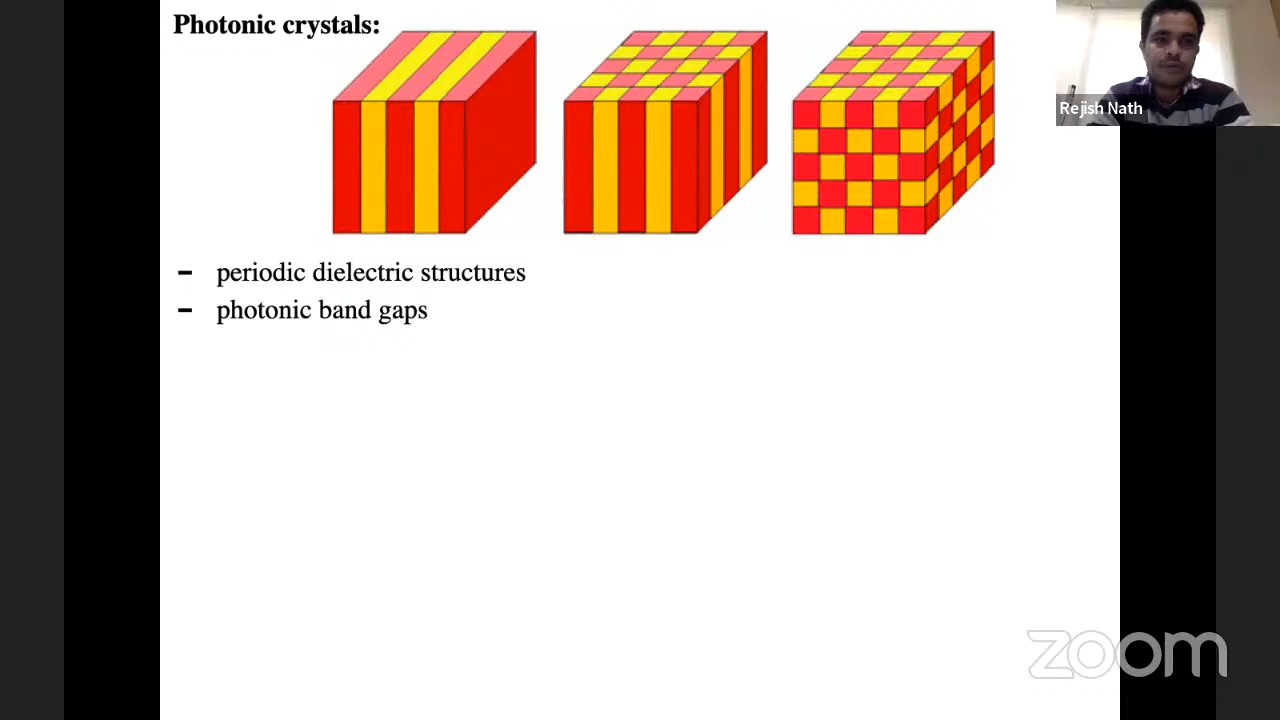 Photonic crystals:
Rejish Nath
- periodic dielectric structures
- photonic band gaps
zoom